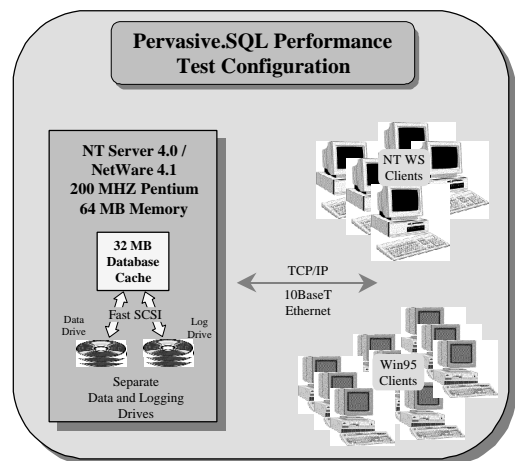 Pervasive.SQL Performance
Test Configuration
NT Server 4.0 /
NetWare 4.1
200 MHZ Pentium
64 MB Memory
32 MB
Database
Cache
Data
Drive
Fast SCSI
Log
Drive
Separate
Data and Logging
Drives
TCP/IP
10BaseT
Ethernet
NT WS
Clients
Win95
Clients